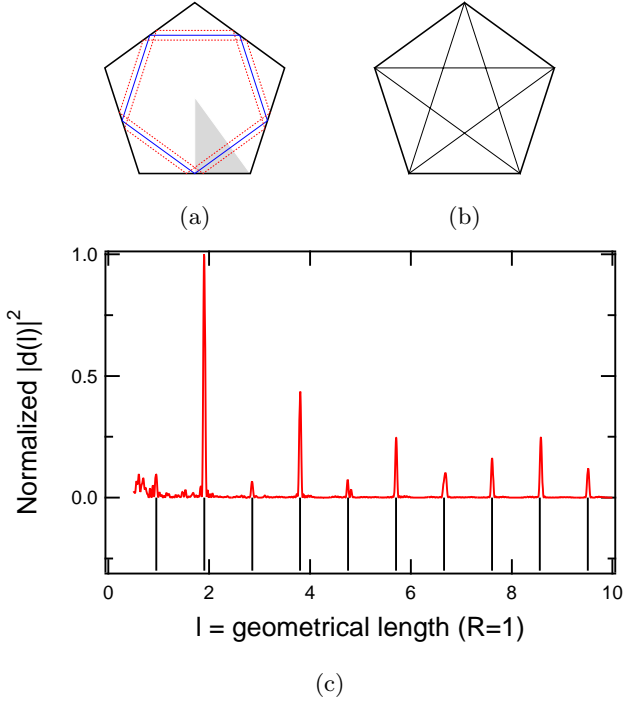 (a)
(b)
1.0
0.5
0.0
Normalized |d(l)|²
0 2 4 6 8 10
l = geometrical length (R=1)
(c)